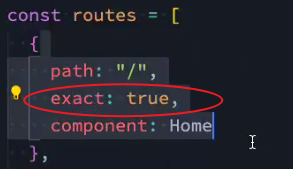 const routes = [
{
path: "/",
exact: true,
component: Home
},